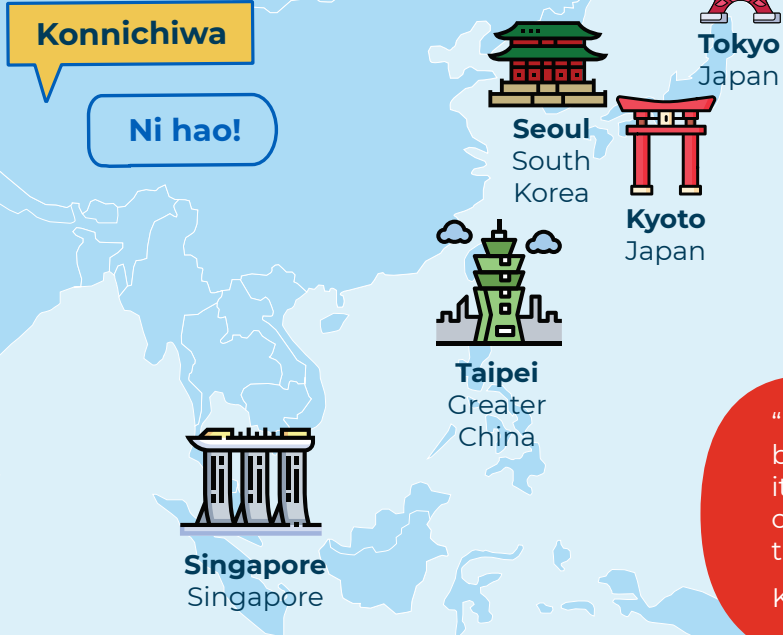 Konnichiwa
Ni hao!
Tokyo
Japan
Seoul
South
Korea
Kyoto
Japan
Taipei
Greater
China
Singapore
Singapore
“